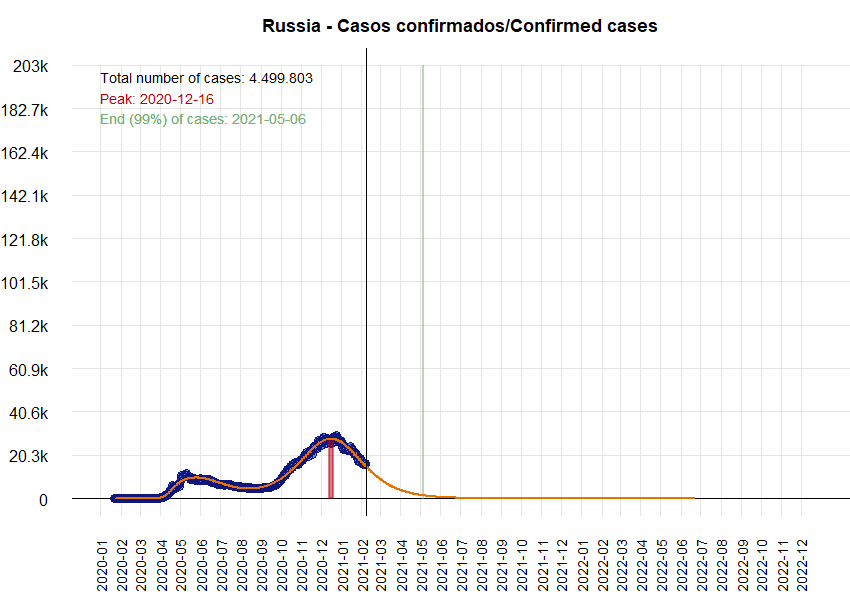 Russia - Casos confirmados/Confirmed cases
203k
182.7k
162.4k
142.1k
121.8k
101.5k
81.2k
60.9k
40.6k
20.3k
0
Total number of cases: 4.499.803
Peak: 2020-12-16
End (99%) of cases: 2021-05-06
2020-01
2020-02
2020-03
2020-04
2020-05
2020-06
2020-07
2020-08
2020-09
2020-10
2020-11
2020-12
2021-01
2021-02
2021-03
2021-04
2021-05
2021-06
2021-07
2021-08
2021-09
2021-10
2021-11
2021-12
2022-01
2022-02
2022-03
2022-04
2022-05
2022-06
2022-07
2022-08
2022-09
2022-10
2022-11
2022-12